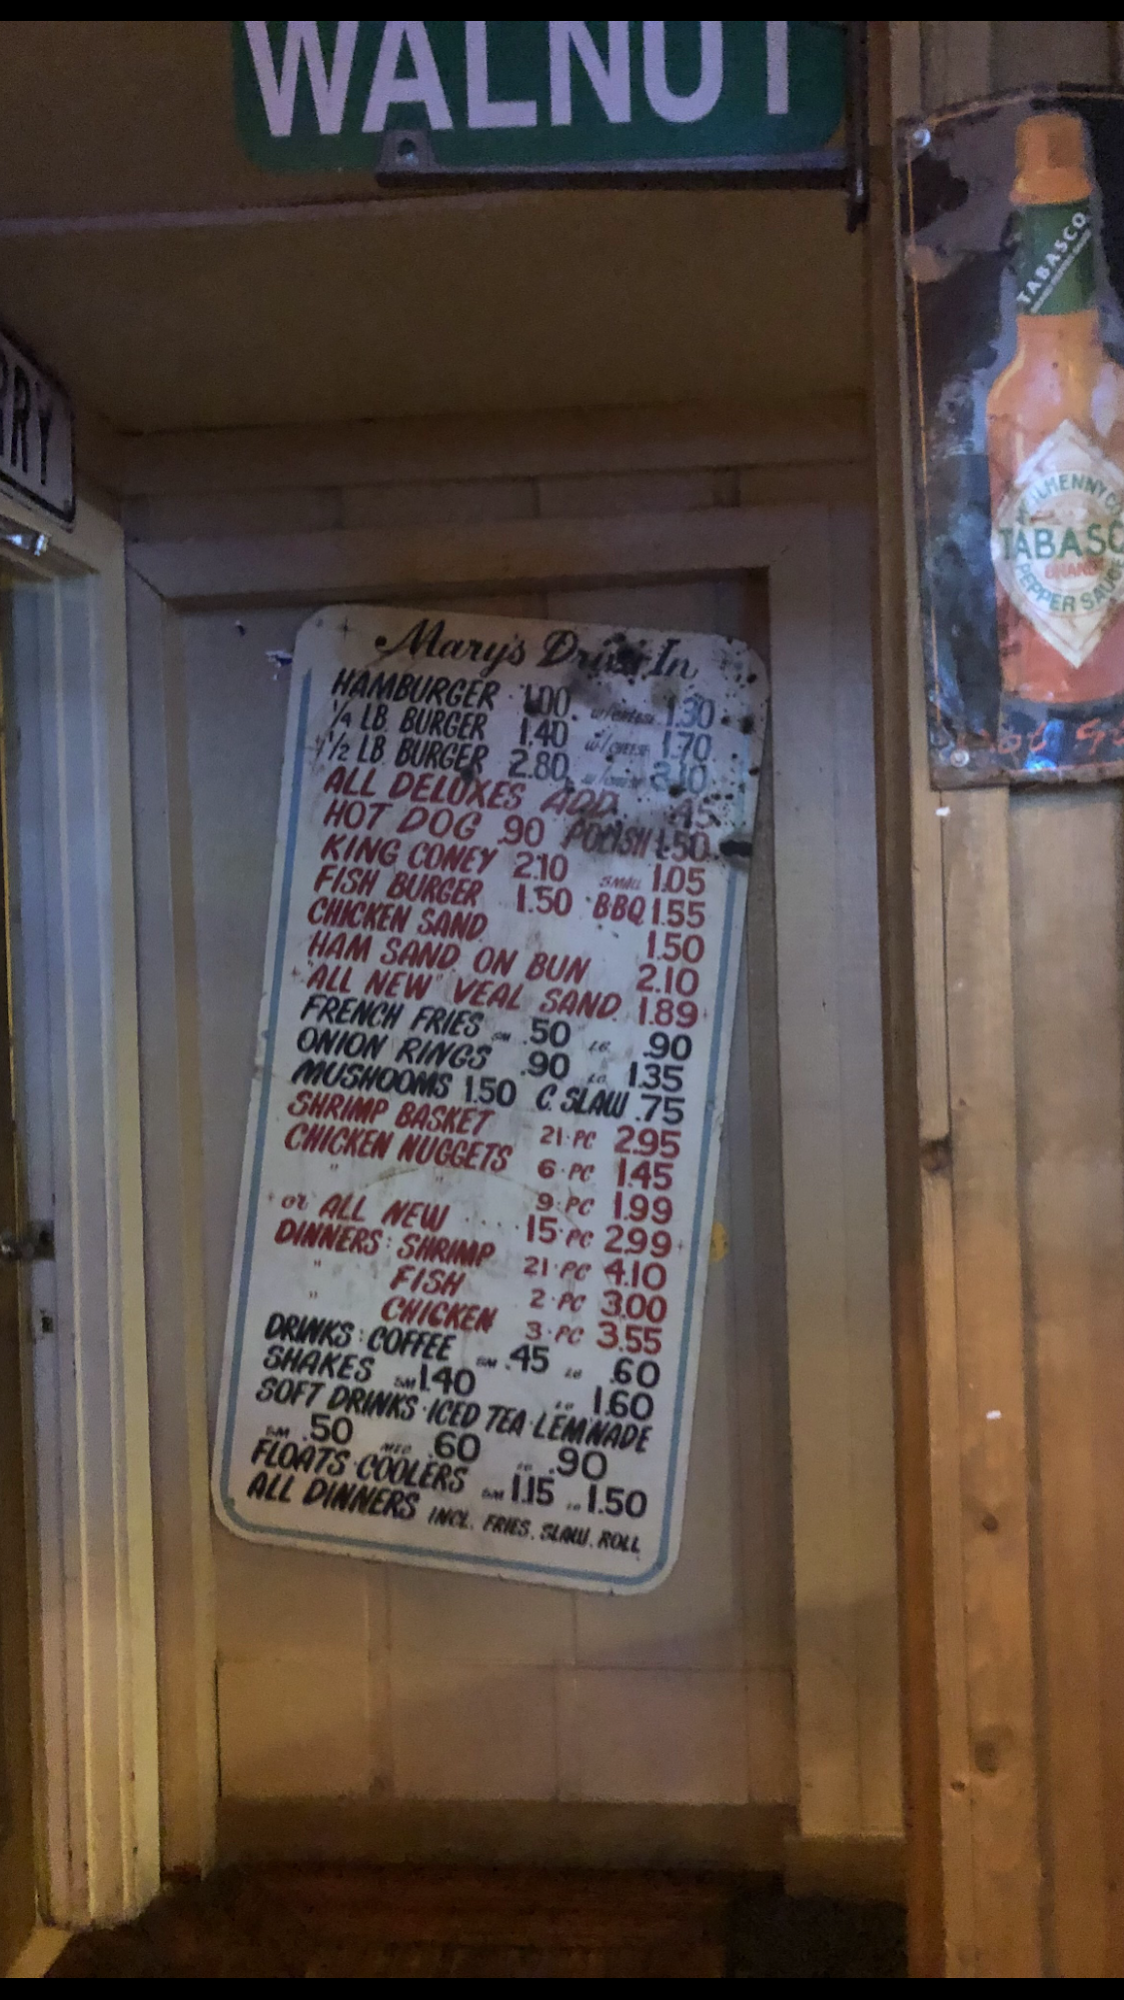 WALNUT
RRY
TABASCO
McILHENNY CO.
TABASCO
BRAND
PEPPER SAUCE
Mary's Drive In
HAMBURGER 1.00 w/CHEESE 1.30
1/4 LB. BURGER 1.40 w/CHEESE 1.70
1/2 LB. BURGER 2.80 w/CHEESE 3.10
ALL DELUXES ADD .45
HOT DOG .90 POLISH 1.50
KING CONEY 2.10 SMALL 1.05
FISH BURGER 1.50 BBQ 1.55
CHICKEN SAND 1.50
HAM SAND ON BUN 2.10
"ALL NEW" VEAL SAND. 1.89
FRENCH FRIES SM .50 LG .90
ONION RINGS .90 LG 1.35
MUSHOOMS 1.50 C. SLAW .75
SHRIMP BASKET 21-PC 2.95
CHICKEN NUGGETS 6-PC 1.45
" " 9-PC 1.99
or ALL NEW .... 15-PC 2.99
DINNERS: SHRIMP 21-PC 4.10
" FISH 2-PC 3.00
" CHICKEN 3-PC 3.55
DRINKS: COFFEE SM .45 LG .60
SHAKES SM 1.40 LG 1.60
SOFT DRINKS·ICED TEA·LEMNADE
SM .50 MED .60 LG .90
FLOATS·COOLERS SM 1.15 LG 1.50
ALL DINNERS INCL. FRIES, SLAW, ROLL